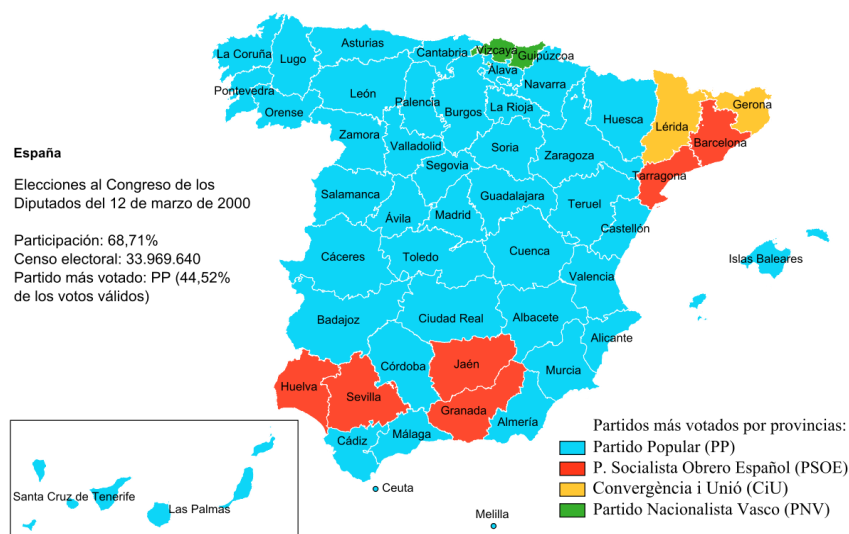 Asturias
Cantabria
Vizcaya
Guipúzcoa
La Coruña
Lugo
Álava
Navarra
Pontevedra
León
Palencia
Burgos
La Rioja
Huesca
Lérida
Gerona
Orense
Zamora
Valladolid
Soria
Zaragoza
Barcelona
Segovia
Tarragona
España
Elecciones al Congreso de los
Diputados del 12 de marzo de 2000
Participación: 68,71%
Censo electoral: 33.969.640
Partido más votado: PP (44,52%
de los votos válidos)
Salamanca
Ávila
Madrid
Guadalajara
Teruel
Castellón
Cáceres
Toledo
Cuenca
Valencia
Islas Baleares
Badajoz
Ciudad Real
Albacete
Alicante
Córdoba
Jaén
Murcia
Huelva
Sevilla
Granada
Almería
Cádiz
Málaga
Ceuta
Melilla
Santa Cruz de Tenerife
Las Palmas
Partidos más votados por provincias:
Partido Popular (PP)
P. Socialista Obrero Español (PSOE)
Convergència i Unió (CiU)
Partido Nacionalista Vasco (PNV)